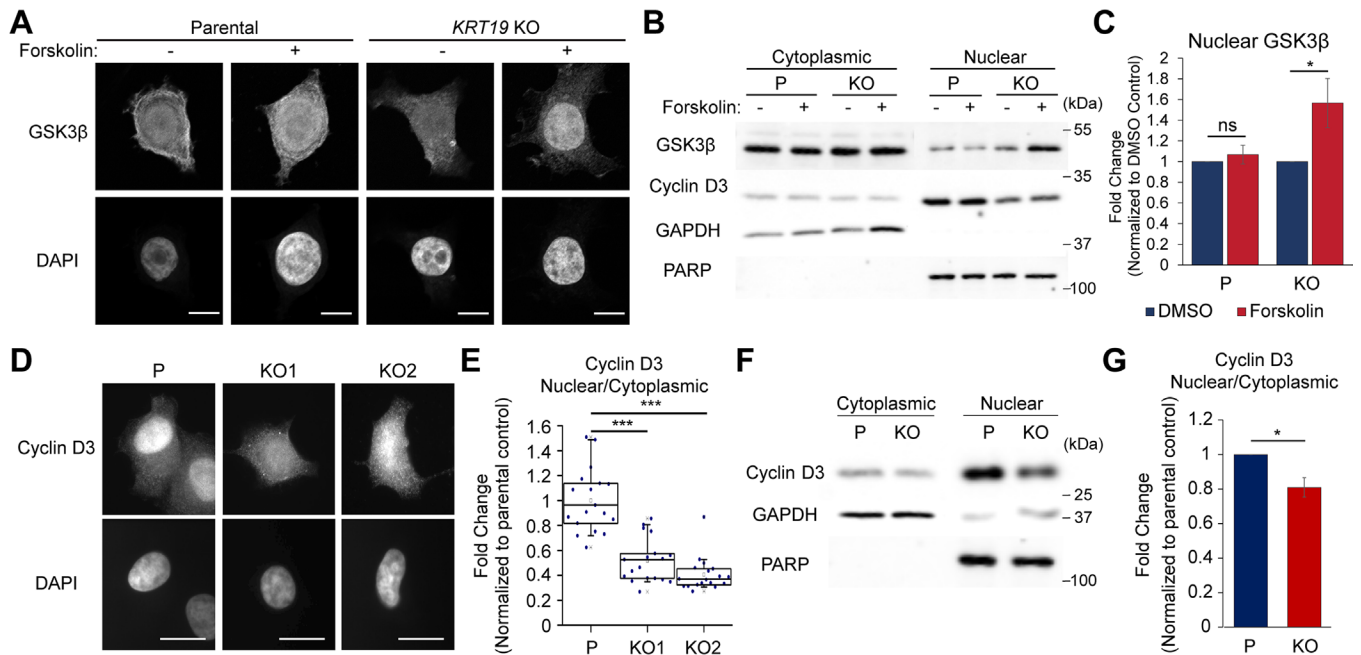 A
Parental
KRT19 KO
Forskolin:
-
+
-
+
GSK3β
DAPI
B
Cytoplasmic
Nuclear
P
KO
P
KO
Forskolin:
-
+
-
+
-
+
-
+
(kDa)
GSK3β
–55
Cyclin D3
–35
GAPDH
–37
PARP
–100
C
Nuclear GSK3β
Fold Change
(Normalized to DMSO Control)
2
1.8
1.6
1.4
1.2
1
0.8
0.6
0.4
0.2
0
ns
*
P
KO
DMSO
Forskolin
D
P
KO1
KO2
Cyclin D3
DAPI
E
Cyclin D3
Nuclear/Cytoplasmic
Fold Change
(Normalized to parental control)
1.6
1.4
1.2
1
0.8
0.6
0.4
0.2
0
***
***
P
KO1
KO2
F
Cytoplasmic
Nuclear
P
KO
P
KO
(kDa)
Cyclin D3
– 25
GAPDH
– 37
PARP
–100
G
Cyclin D3
Nuclear/Cytoplasmic
Fold Change
(Normalized to parental control)
1.2
1
0.8
0.6
0.4
0.2
0
*
P
KO